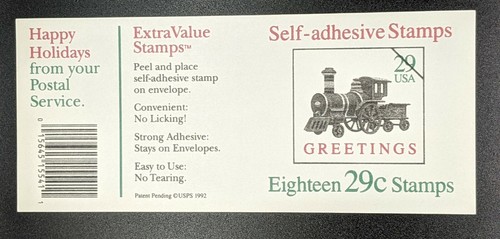 Happy
Holidays
from your
Postal
Service.
ExtraValue
Stamps™
Peel and place
self-adhesive stamp
on envelope.
Convenient:
No Licking!
Strong Adhesive:
Stays on Envelopes.
Easy to Use:
No Tearing.
Patent Pending ©USPS 1992
Self-adhesive Stamps
29
USA
GREETINGS
Eighteen 29c Stamps